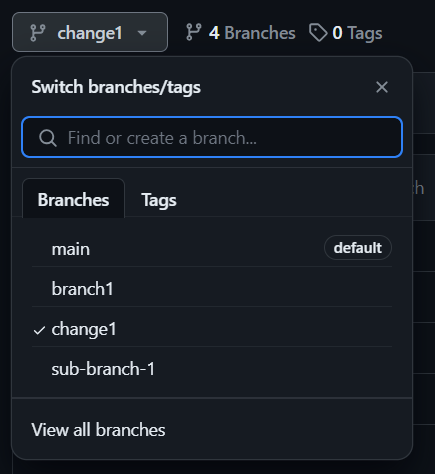 change1 4 Branches 0 Tags
Switch branches/tags
Find or create a branch...
Branches Tags
main default
branch1
change1
sub-branch-1
View all branches